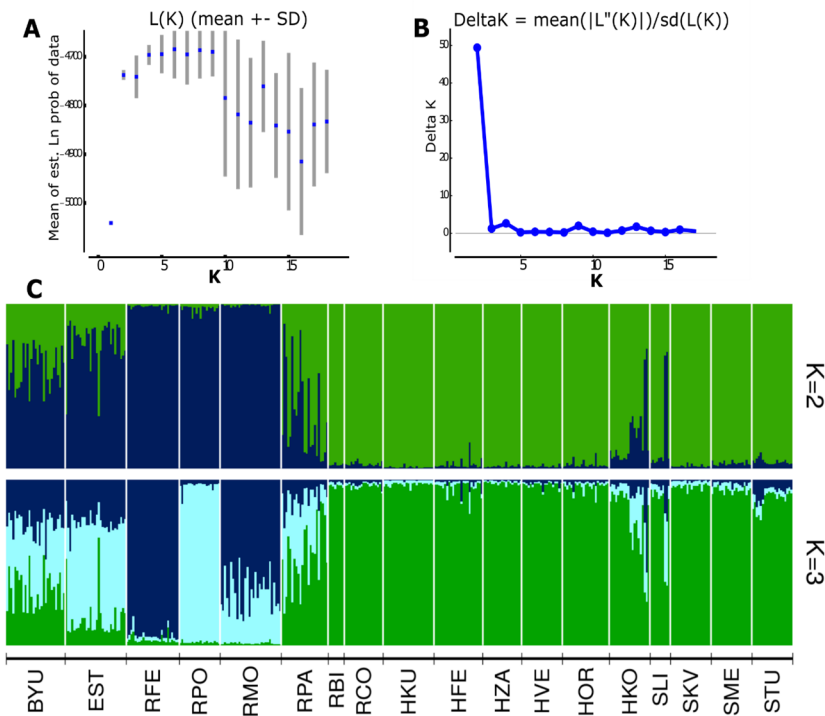 A
L(K) (mean +- SD)
Mean of est. Ln prob of data
-4700
-4800
-4900
-5000
0 5 10 15
K
B
DeltaK = mean(|L"(K)|)/sd(L(K))
Delta K
50
40
30
20
10
0
5 10 15
K
C
K=2
K=3
BYU EST RFE RPO RMO RPA RBI RCO HKU HFE HZA HVE HOR HKO SLI SKV SME STU